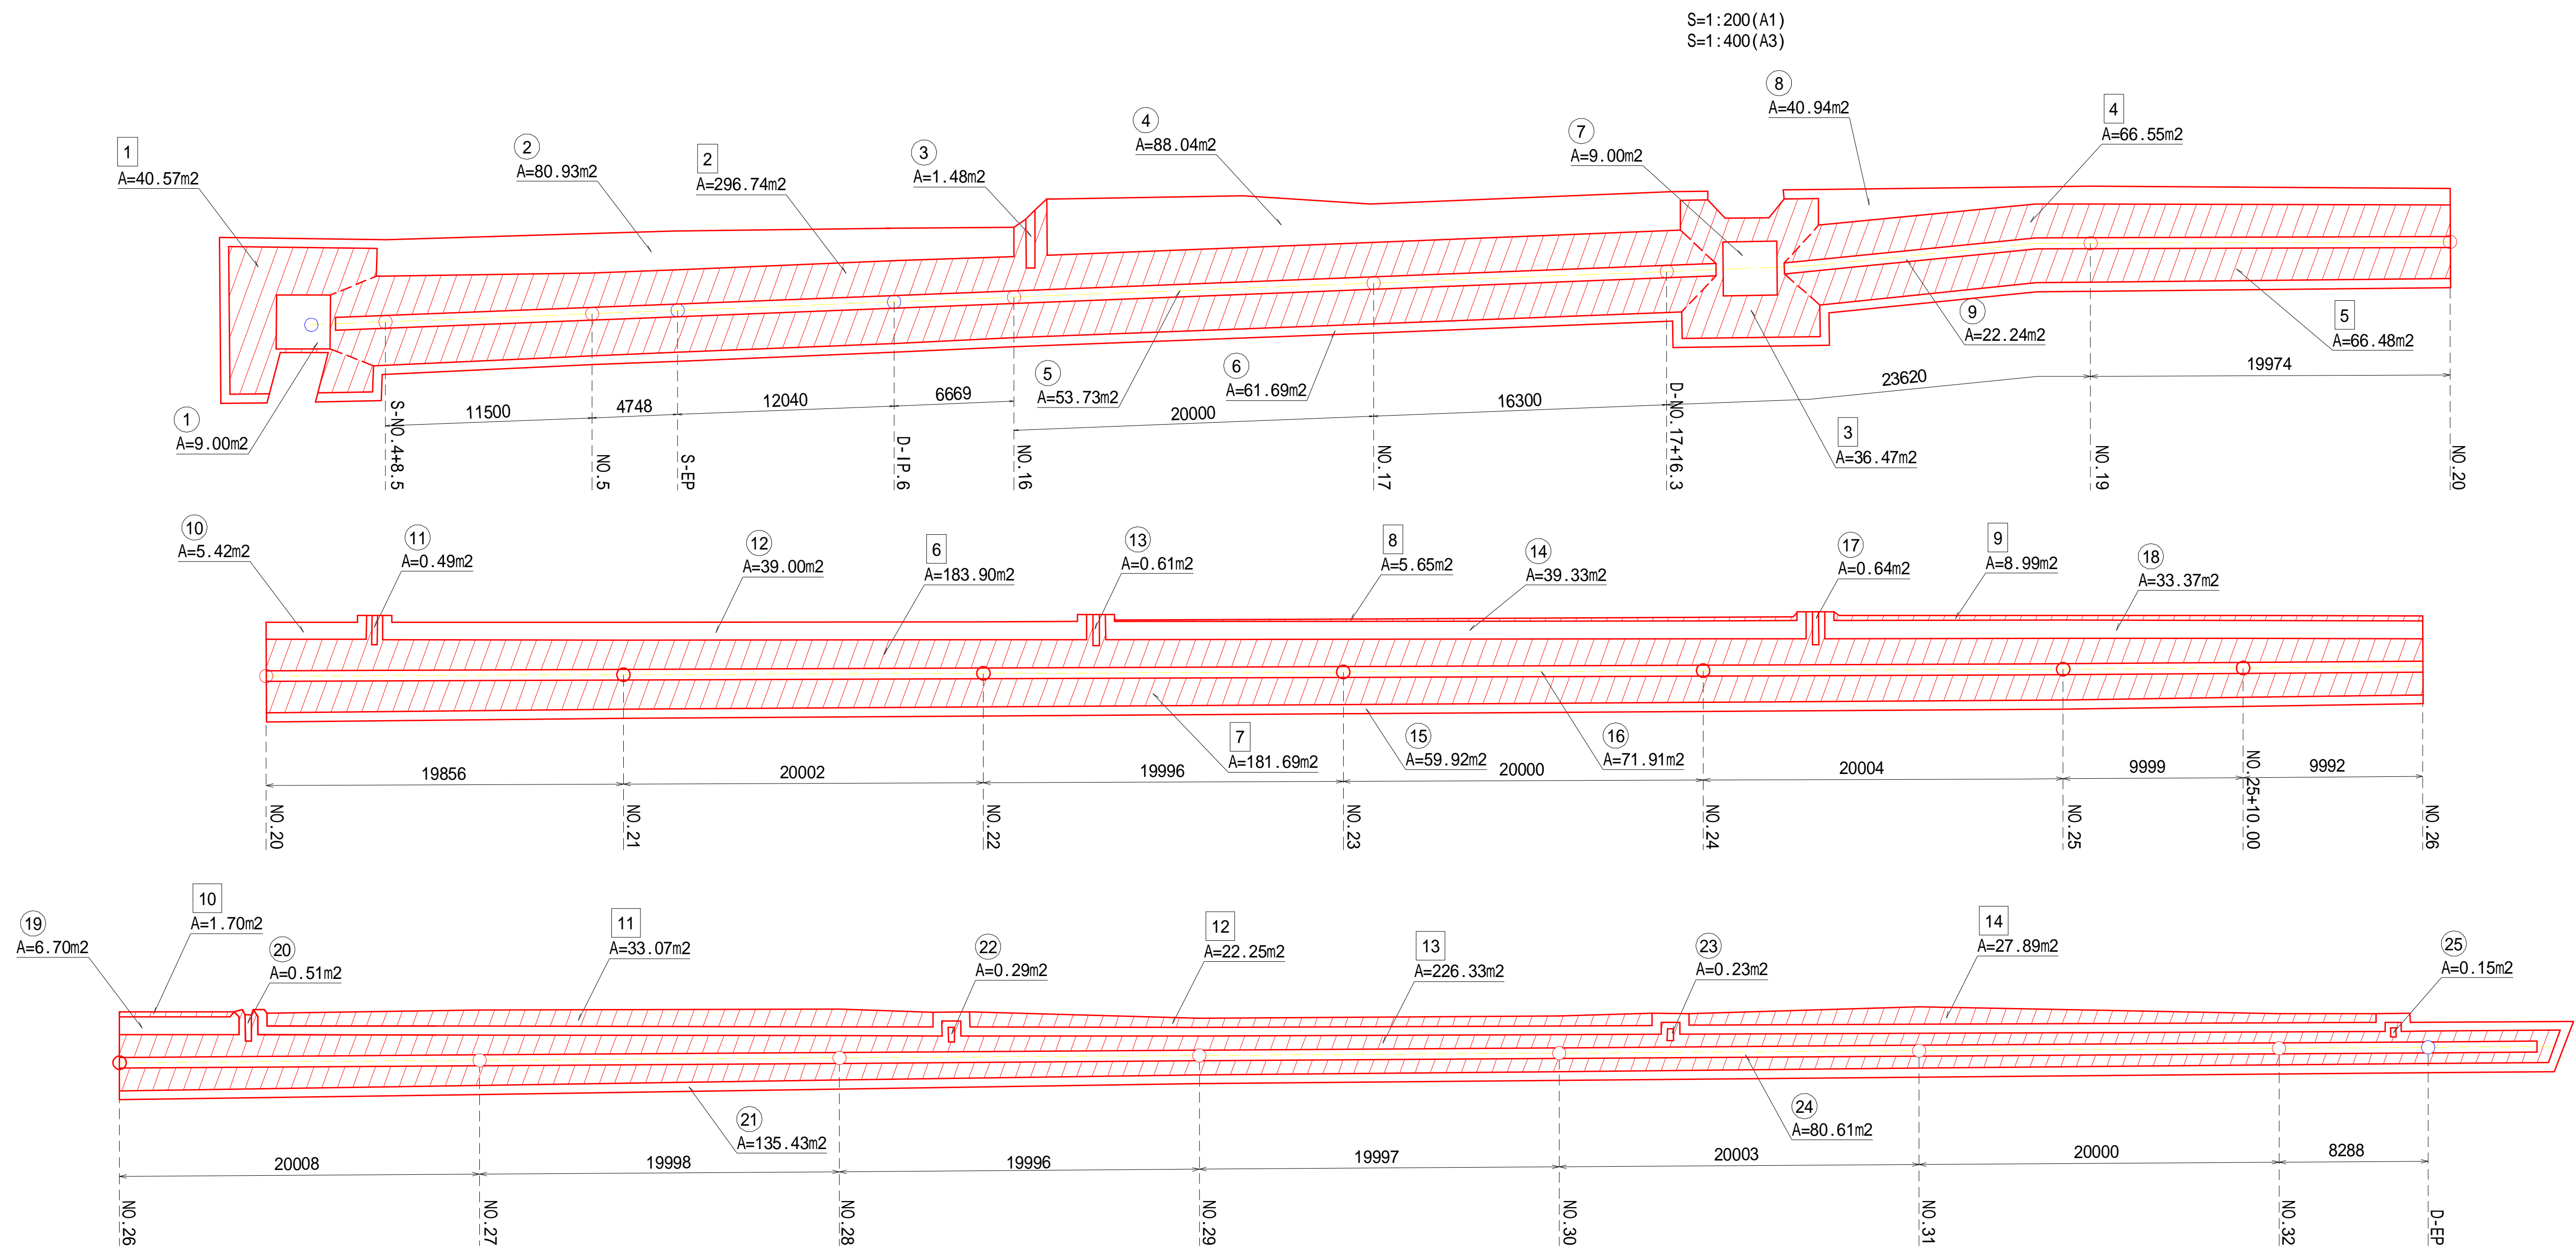 S=1:200(A1)
S=1:400(A3)
1
A=40.57m2
2
A=80.93m2
2
A=296.74m2
3
A=1.48m2
4
A=88.04m2
7
A=9.00m2
8
A=40.94m2
4
A=66.55m2
1
A=9.00m2
5
A=53.73m2
6
A=61.69m2
9
A=22.24m2
5
A=66.48m2
3
A=36.47m2
11500
4748
12040
6669
20000
16300
23620
19974
S-NO.4+8.5
NO.5
S-EP
D-IP.6
NO.16
NO.17
D-NO.17+16.3
NO.19
NO.20
10
A=5.42m2
11
A=0.49m2
12
A=39.00m2
6
A=183.90m2
13
A=0.61m2
8
A=5.65m2
14
A=39.33m2
17
A=0.64m2
9
A=8.99m2
18
A=33.37m2
7
A=181.69m2
15
A=59.92m2
16
A=71.91m2
19856
20002
19996
20000
20004
9999
9992
NO.20
NO.21
NO.22
NO.23
NO.24
NO.25
NO.25+10.00
NO.26
19
A=6.70m2
10
A=1.70m2
20
A=0.51m2
11
A=33.07m2
22
A=0.29m2
12
A=22.25m2
13
A=226.33m2
23
A=0.23m2
14
A=27.89m2
25
A=0.15m2
21
A=135.43m2
24
A=80.61m2
20008
19998
19996
19997
20003
20000
8288
NO.26
NO.27
NO.28
NO.29
NO.30
NO.31
NO.32
D-EP